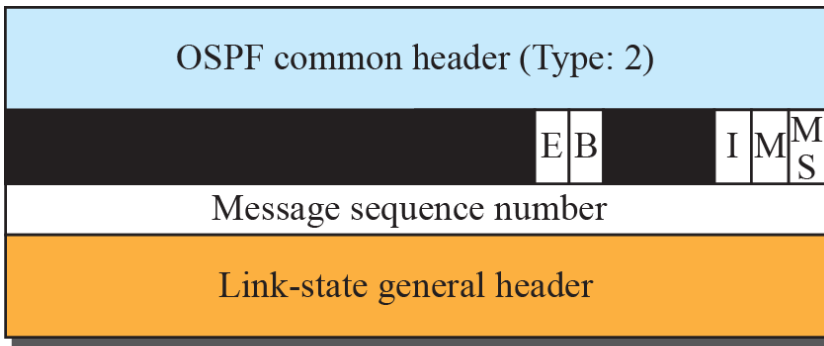 OSPF common header (Type: 2)
E B I M M S
Message sequence number
Link-state general header